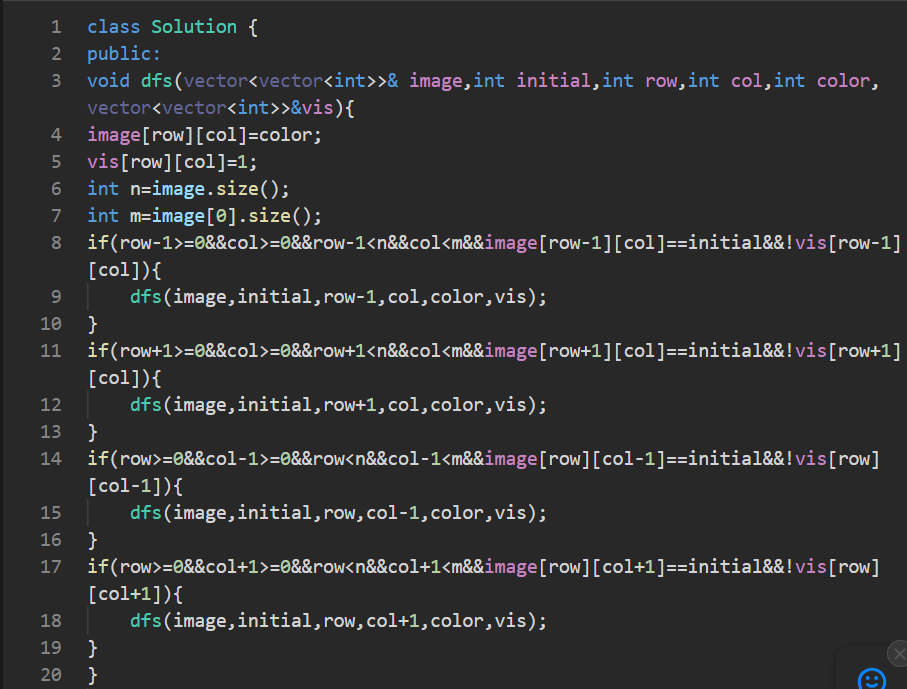 1 class Solution {
2 public:
3 void dfs(vector<vector<int>>& image,int initial,int row,int col,int color,
vector<vector<int>>&vis){
4 image[row][col]=color;
5 vis[row][col]=1;
6 int n=image.size();
7 int m=image[0].size();
8 if(row-1>=0&&col>=0&&row-1<n&&col<m&&image[row-1][col]==initial&&!vis[row-1]
[col]){
9 dfs(image,initial,row-1,col,color,vis);
10 }
11 if(row+1>=0&&col>=0&&row+1<n&&col<m&&image[row+1][col]==initial&&!vis[row+1]
[col]){
12 dfs(image,initial,row+1,col,color,vis);
13 }
14 if(row>=0&&col-1>=0&&row<n&&col-1<m&&image[row][col-1]==initial&&!vis[row]
[col-1]){
15 dfs(image,initial,row,col-1,color,vis);
16 }
17 if(row>=0&&col+1>=0&&row<n&&col+1<m&&image[row][col+1]==initial&&!vis[row]
[col+1]){
18 dfs(image,initial,row,col+1,color,vis);
19 }
20 }